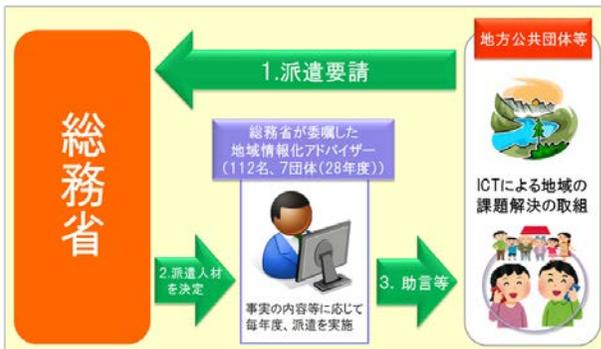 総務省
1.派遣要請
地方公共団体等
総務省が委嘱した
地域情報化アドバイザー
(112名、7団体(28年度))
ICTによる地域の
課題解決の取組
2.派遣人材
を決定
3. 助言等
事実の内容等に応じて
毎年度、派遣を実施